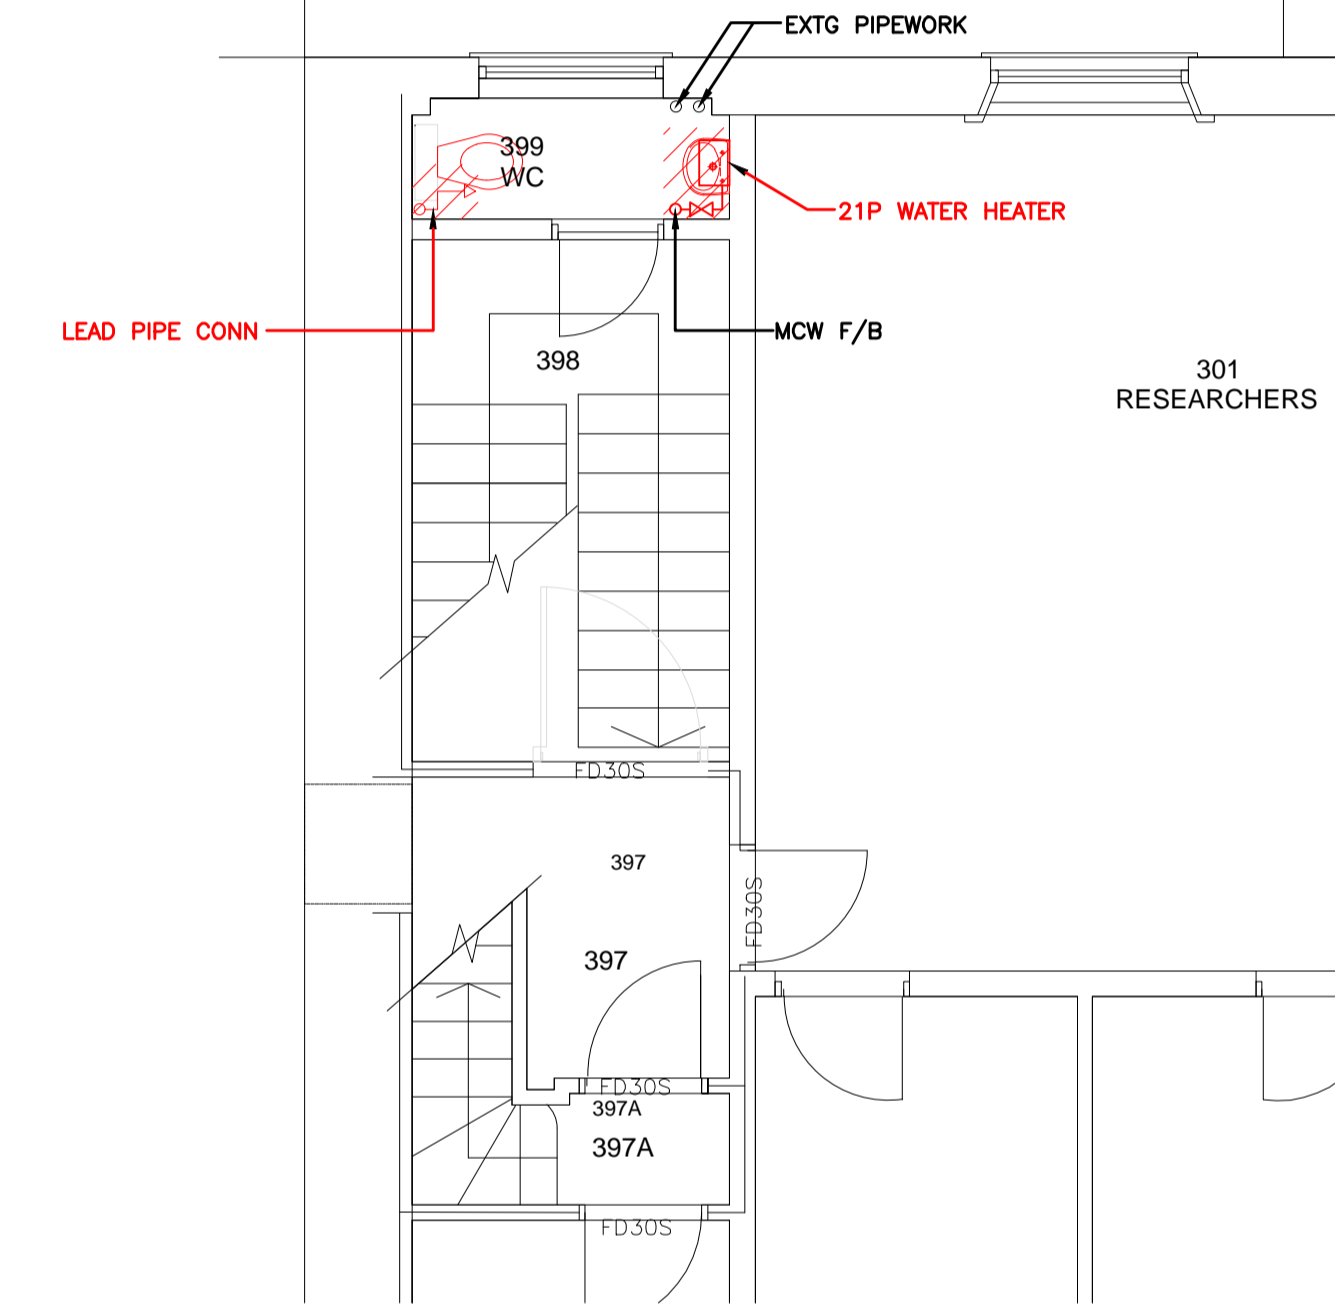 EXTG PIPEWORK
399
WC
21P WATER HEATER
LEAD PIPE CONN
MCW F/B
398
301
RESEARCHERS
FD30S
397
FD30S
397
FD30S
397A
397A
FD30S